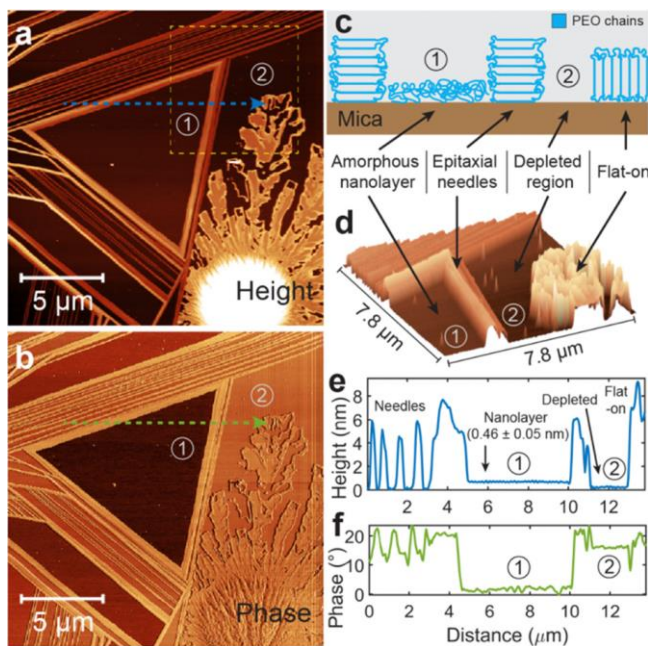 a
①
②
5 µm
Height
b
①
②
5 µm
Phase
c
PEO chains
①
②
Mica
Amorphous nanolayer
Epitaxial needles
Depleted region
Flat-on
d
①
②
7.8 µm
7.8 µm
e
Height (nm)
8
6
4
2
0
Needles
Nanolayer
(0.46 ± 0.05 nm)
Depleted
Flat
-on
①
②
2
4
6
8
10
12
f
Phase (°)
20
10
0
①
②
0
2
4
6
8
10
12
14
Distance (µm)